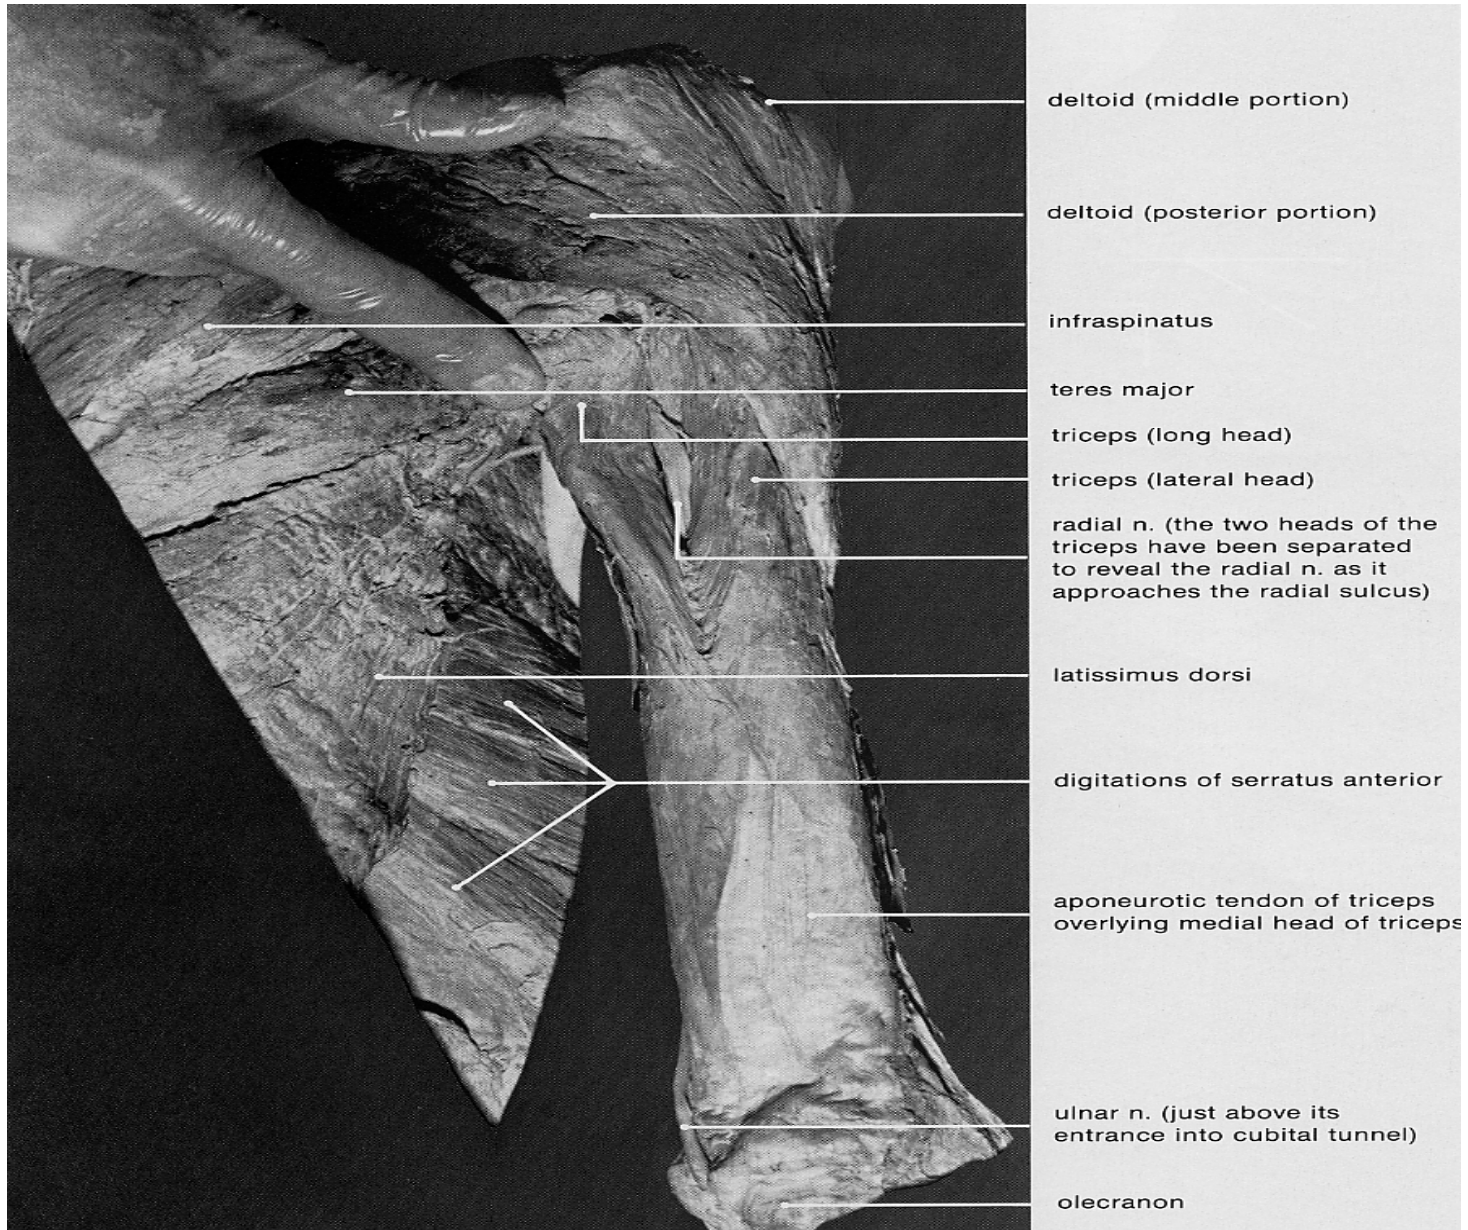 deltoid (middle portion)
deltoid (posterior portion)
infraspinatus
teres major
triceps (long head)
triceps (lateral head)
radial n. (the two heads of the
triceps have been separated
to reveal the radial n. as it
approaches the radial sulcus)
latissimus dorsi
digitations of serratus anterior
aponeurotic tendon of triceps
overlying medial head of triceps
ulnar n. (just above its
entrance into cubital tunnel)
olecranon